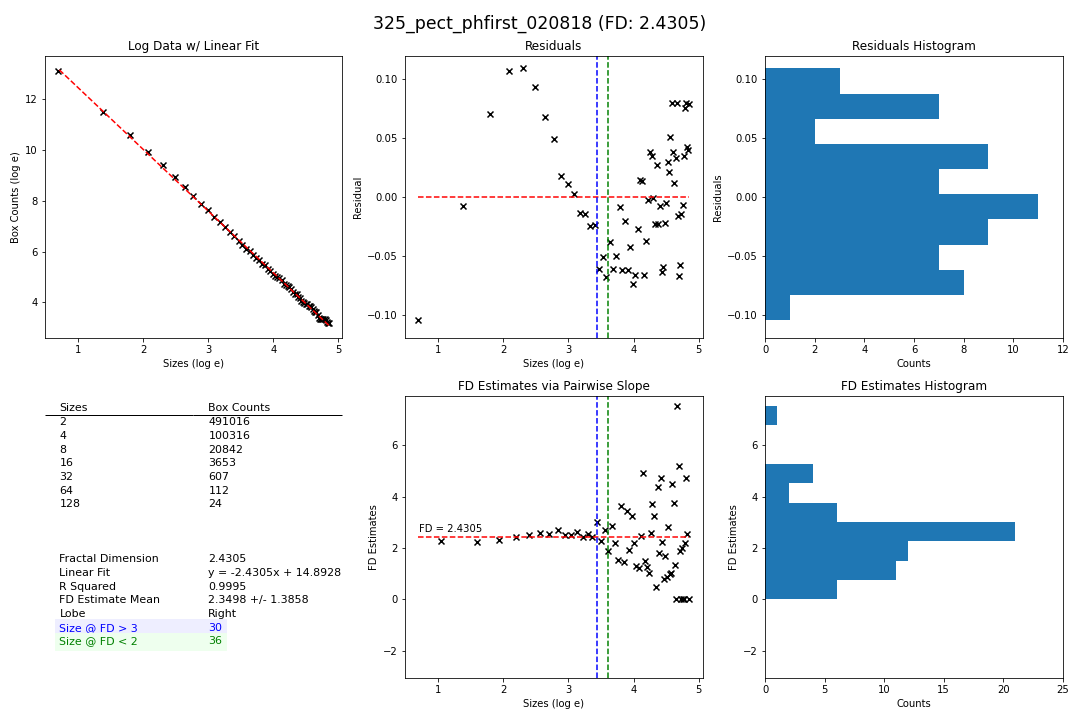 325_pect_phfirst_020818 (FD: 2.4305)
Log Data w/ Linear Fit
Box Counts (log e)
12
10
8
6
4
1 2 3 4 5
Sizes (log e)
Residuals
Residual
0.10
0.05
0.00
−0.05
−0.10
1 2 3 4 5
Sizes (log e)
Residuals Histogram
Residuals
0.10
0.05
0.00
−0.05
−0.10
0 2 4 6 8 10 12
Counts
Sizes Box Counts
2 491016
4 100316
8 20842
16 3653
32 607
64 112
128 24
Fractal Dimension 2.4305
Linear Fit y = -2.4305x + 14.8928
R Squared 0.9995
FD Estimate Mean 2.3498 +/- 1.3858
Lobe Right
Size @ FD > 3 30
Size @ FD < 2 36
FD Estimates via Pairwise Slope
FD Estimates
6
4
2
0
−2
FD = 2.4305
1 2 3 4 5
Sizes (log e)
FD Estimates Histogram
FD Estimates
6
4
2
0
−2
0 5 10 15 20 25
Counts